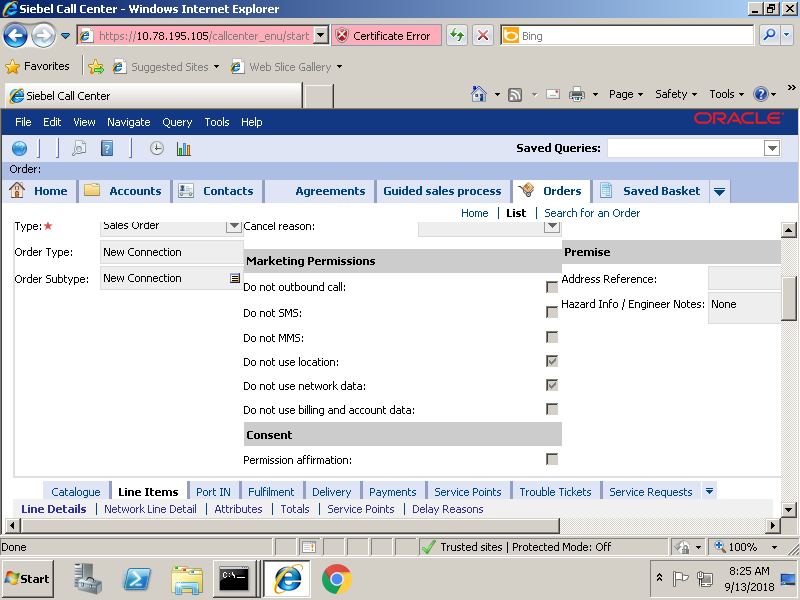 Siebel Call Center - Windows Internet Explorer
https://10.78.195.105/callcenter_enu/start
Certificate Error
Bing
Favorites
Suggested Sites
Web Slice Gallery
Siebel Call Center
Page
Safety
Tools
File Edit View Navigate Query Tools Help
ORACLE
Saved Queries:
Order:
Home
Accounts
Contacts
Agreements
Guided sales process
Orders
Saved Basket
Home | List | Search for an Order
Type:★ Sales Order
Cancel reason:
Order Type: New Connection
Marketing Permissions
Premise
Order Subtype: New Connection
Do not outbound call:
Address Reference:
Do not SMS:
Hazard Info / Engineer Notes: None
Do not MMS:
Do not use location:
Do not use network data:
Do not use billing and account data:
Consent
Permission affirmation:
Catalogue Line Items Port IN Fulfilment Delivery Payments Service Points Trouble Tickets Service Requests
Line Details | Network Line Detail | Attributes | Totals | Service Points | Delay Reasons
Done
Trusted sites | Protected Mode: Off
100%
Start
C:\.
8:25 AM
9/13/2018